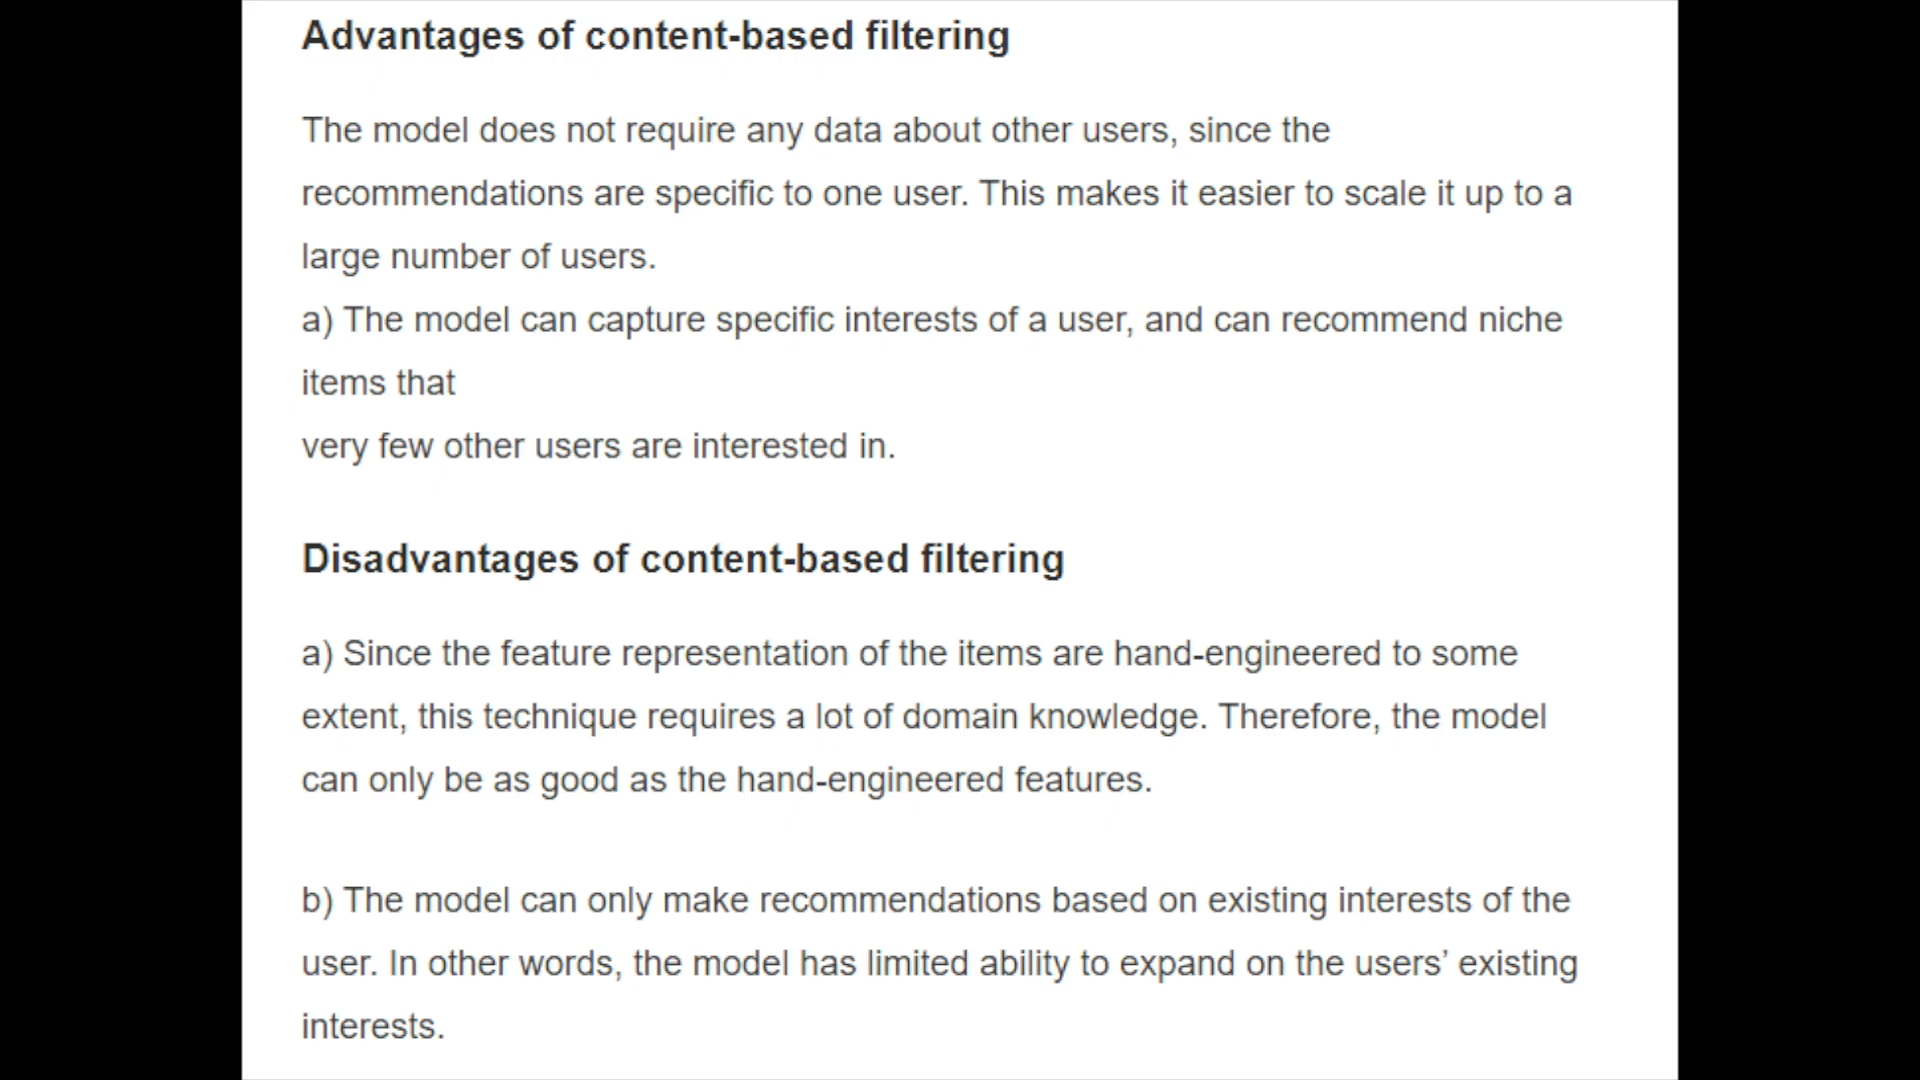 Advantages of content-based filtering
The model does not require any data about other users, since the
recommendations are specific to one user. This makes it easier to scale it up to a
large number of users.
a) The model can capture specific interests of a user, and can recommend niche
items that
very few other users are interested in.
Disadvantages of content-based filtering
a) Since the feature representation of the items are hand-engineered to some
extent, this technique requires a lot of domain knowledge. Therefore, the model
can only be as good as the hand-engineered features.
b) The model can only make recommendations based on existing interests of the
user. In other words, the model has limited ability to expand on the users’ existing
interests.